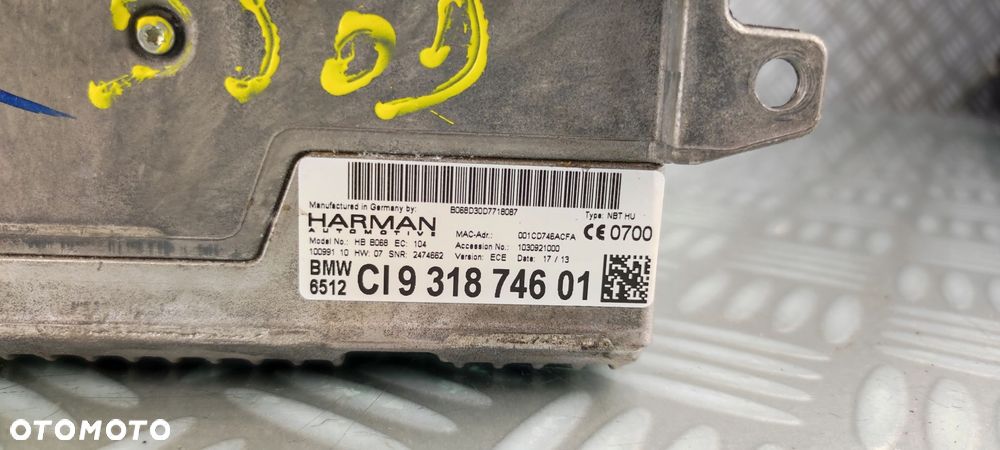 Manufactured in Germany by:
HARMAN
AUTOMOTIVE
B068D30D7718087
Type: NBT HU
MAC-Adr.: 001CD746ACFA
CE 0700
Model No.: HB B068 EC: 104
Accession No.: 1030921000
100991 10 HW: 07 SNR: 2474662
Version: ECE Date: 17 / 13
BMW
6512
CI 9 318 746 01
OTOMOTO